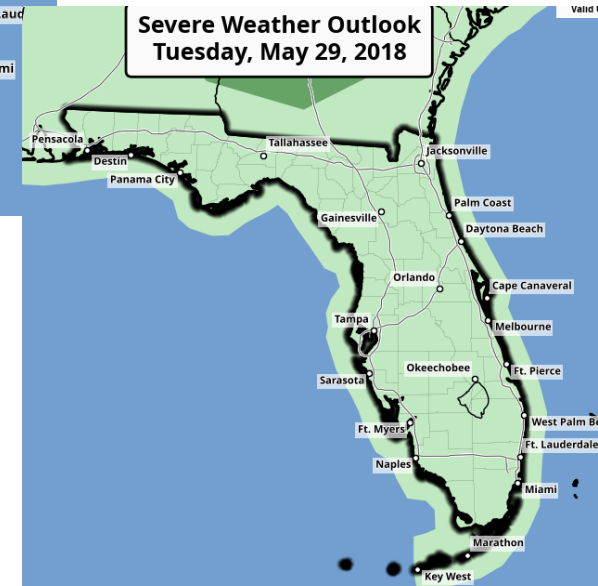 Severe Weather Outlook
Tuesday, May 29, 2018
Valid
mi
Pensacola
Tallahassee
Destin
Jacksonville
Panama City
Palm Coast
Gainesville
Daytona Beach
Orlando
Cape Canaveral
Tampa
Melbourne
Okeechobee
Ft. Pierce
Sarasota
West Palm Be
Ft. Myers
Ft. Lauderdale
Naples
Miami
Marathon
Key West